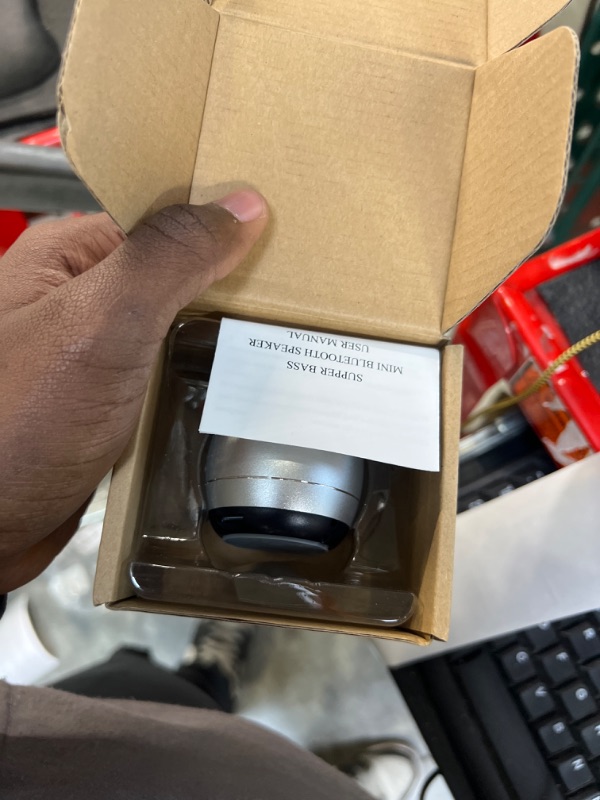 SUPPER BASS
MINI BLUETOOTH SPEAKER
USER MANUAL
C
V
B
N